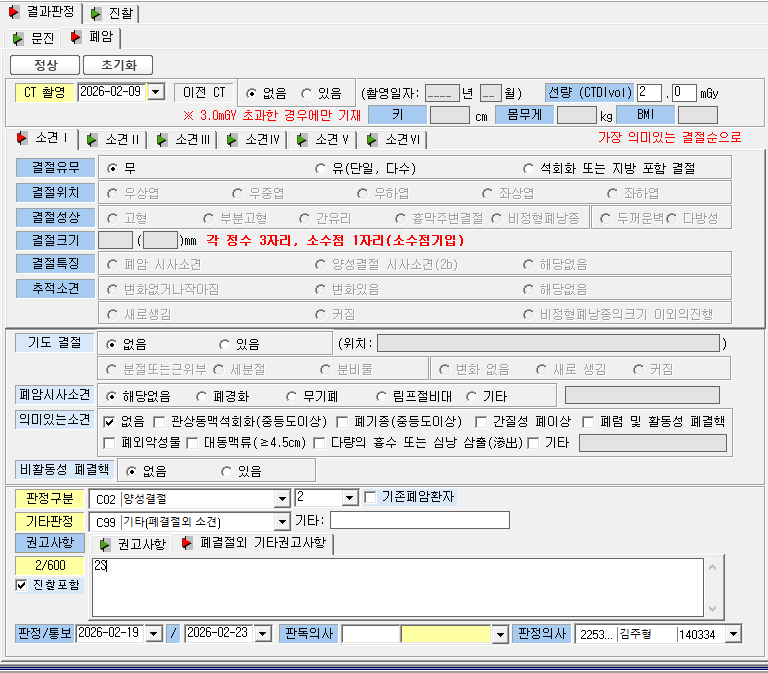 결과판정 진찰
문진 폐암
정상 초기화
CT 촬영 2026-02-09 이전 CT 없음 있음 (촬영일자: ____ 년 __ 월) 선량 (CTDIvol) 2 . 0 mGy
※ 3.0mGY 초과한 경우에만 기재 키 cm 몸무게 kg BMI
소견 I 소견 II 소견 III 소견 IV 소견 V 소견 VI 가장 의미있는 결절순으로
결절유무 무 유(단일, 다수) 석회화 또는 지방 포함 결절
결절위치 우상엽 우중엽 우하엽 좌상엽 좌하엽
결절성상 고형 부분고형 간유리 흉막주변결절 비정형폐낭종 두꺼운벽 다방성
결절크기 ( )mm 각 정수 3자리, 소수점 1자리(소수점기입)
결절특징 폐암 시사소견 양성결절 시사소견(2b) 해당없음
추적소견 변화없거나작아짐 변화있음 해당없음
새로생김 커짐 비정형폐낭종의크기 이외의진행
기도 결절 없음 있음 (위치: )
분절또는근위부 세분절 분비물 변화 없음 새로 생김 커짐
폐암시사소견 해당없음 폐경화 무기폐 림프절비대 기타
의미있는소견 없음 관상동맥석회화(중등도이상) 폐기종(중등도이상) 간질성 폐이상 폐렴 및 활동성 폐결핵
폐외악성물 대동맥류(≥4.5cm) 다량의 흉수 또는 심낭 삼출(滲出) 기타
비활동성 폐결핵 없음 있음
판정구분 C02 |양성결절 2 기존폐암환자
기타판정 C99 |기타(폐결절외 소견) 기타:
권고사항 권고사항 폐결절외 기타권고사항
2/600 23
진찰포함
판정/통보 2026-02-19 / 2026-02-23 판독의사 판정의사 2253... |김주형 |140334